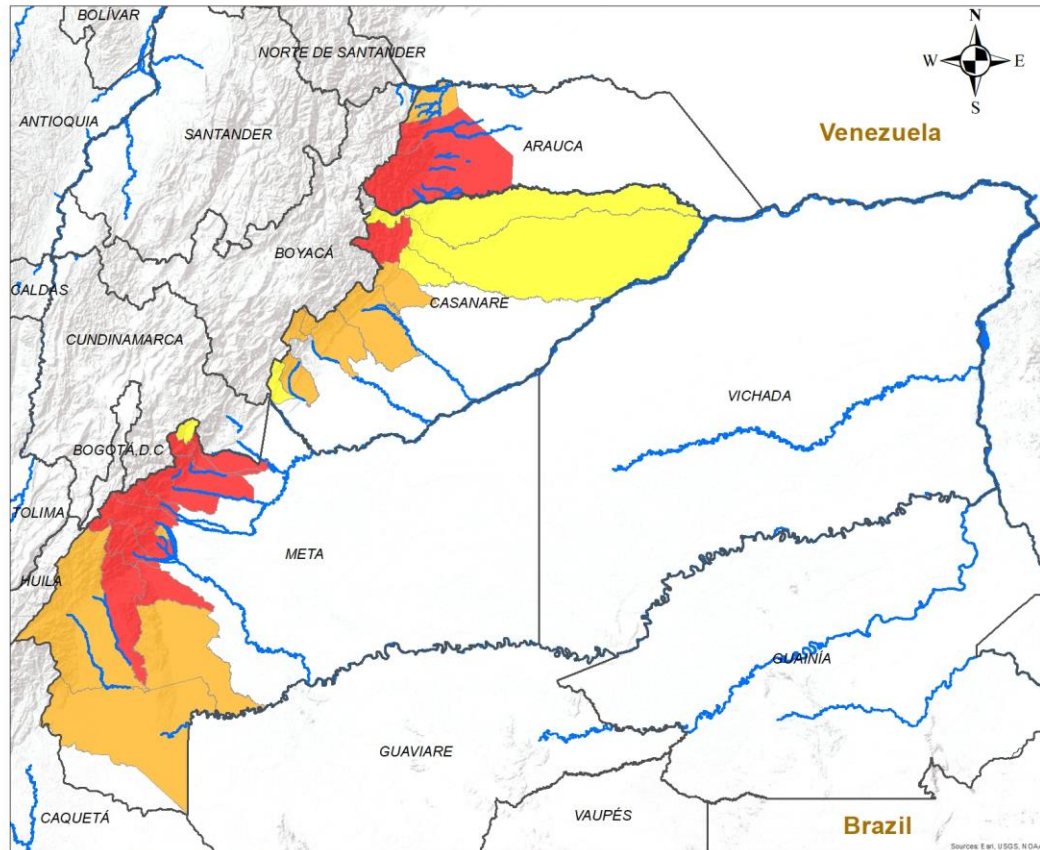 BOLÍVAR
NORTE DE SANTANDER
N
W
E
S
ANTIOQUIA
SANTANDER
ARAUCA
Venezuela
BOYACÁ
CALDAS
CASANARE
CUNDINAMARCA
VICHADA
BOGOTÁ,D.C
TOLIMA
META
HUILA
GUAINÍA
GUAVIARE
CAQUETÁ
VAUPÉS
Brazil
Sources: Esri, USGS, NOAA